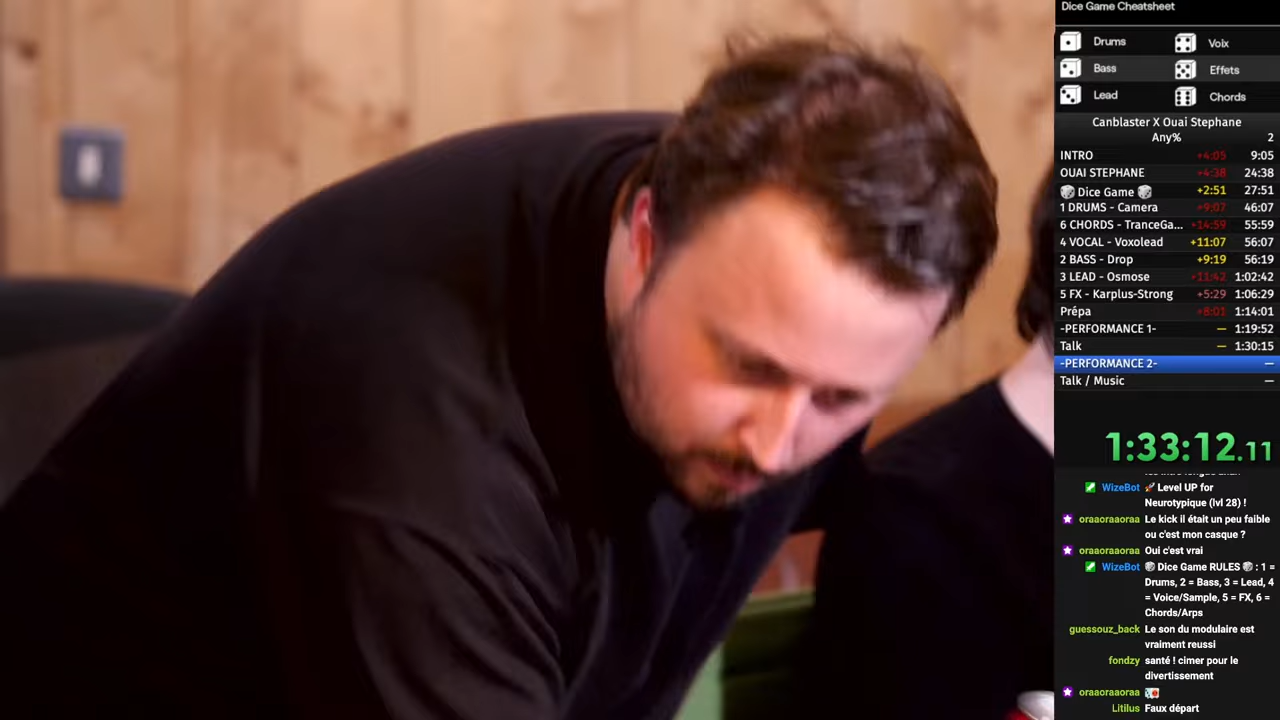 Dice Game Cheatsheet
Drums Voix
Bass Effets
Lead Chords
Canblaster X Ouai Stephane
Any% 2
INTRO +4:05 9:05
OUAI STEPHANE +4:38 24:38
🎲 Dice Game 🎲 +2:51 27:51
1 DRUMS - Camera +9:07 46:07
6 CHORDS - TranceGa... +14:59 55:59
4 VOCAL - Voxolead +11:07 56:07
2 BASS - Drop +9:19 56:19
3 LEAD - Osmose +11:42 1:02:42
5 FX - Karplus-Strong +5:29 1:06:29
Prépa +8:01 1:14:01
-PERFORMANCE 1- — 1:19:52
Talk — 1:30:15
-PERFORMANCE 2- —
Talk / Music —
1:33:12.11
WizeBot 🚀 Level UP for
Neurotypique (lvl 28) !
oraaoraaoraa Le kick il était un peu faible
ou c'est mon casque ?
oraaoraaoraa Oui c'est vrai
WizeBot 🎲 Dice Game RULES 🎲 : 1 =
Drums, 2 = Bass, 3 = Lead, 4
= Voice/Sample, 5 = FX, 6 =
Chords/Arps
guessouz_back Le son du modulaire est
vraiment reussi
fondzy santé ! cimer pour le
divertissement
oraaoraaoraa
Litilus Faux départ